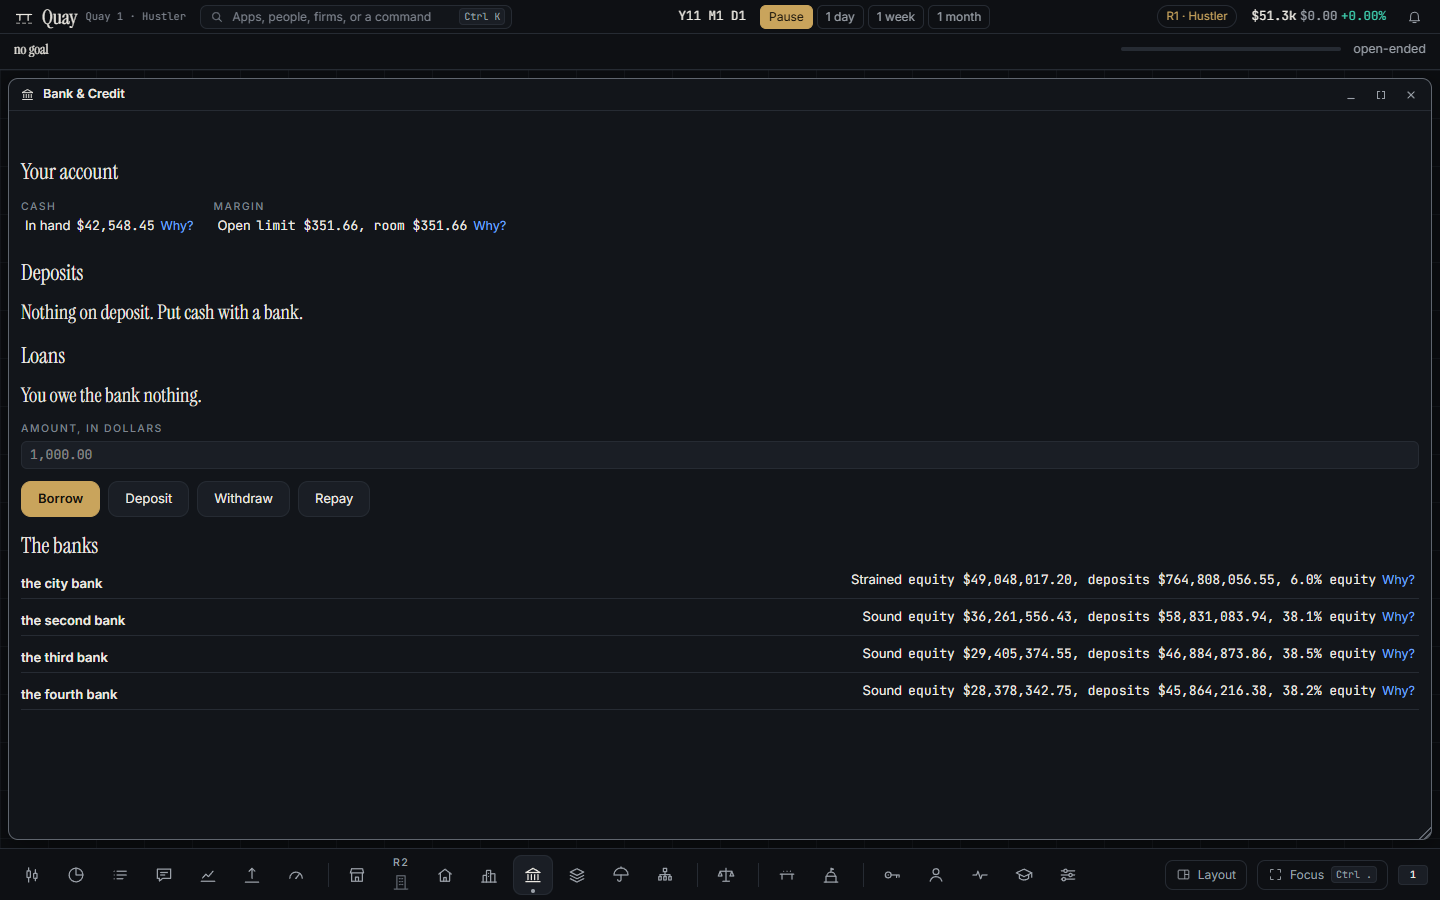 Quay Quay 1 · Hustler Apps, people, firms, or a command Ctrl K Y11 M1 D1 Pause 1 day 1 week 1 month R1 · Hustler $51.3k $0.00 +0.00%
no goal open-ended
Bank & Credit
Your account
CASH MARGIN
In hand $42,548.45 Why? Open limit $351.66, room $351.66 Why?
Deposits
Nothing on deposit. Put cash with a bank.
Loans
You owe the bank nothing.
AMOUNT, IN DOLLARS
1,000.00
Borrow Deposit Withdraw Repay
The banks
the city bank Strained equity $49,048,017.20, deposits $764,808,056.55, 6.0% equity Why?
the second bank Sound equity $36,261,556.43, deposits $58,831,083.94, 38.1% equity Why?
the third bank Sound equity $29,405,374.55, deposits $46,884,873.86, 38.5% equity Why?
the fourth bank Sound equity $28,378,342.75, deposits $45,864,216.38, 38.2% equity Why?
R2
Layout Focus Ctrl . 1